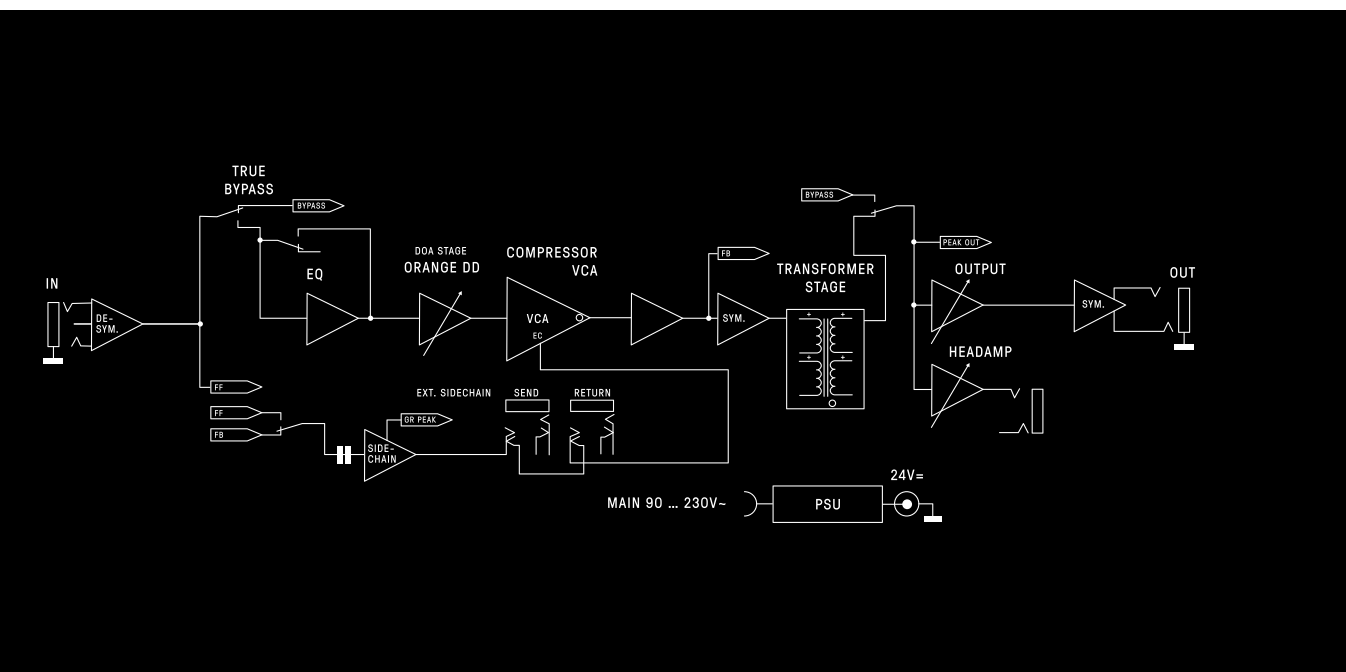 TRUE
BYPASS
BYPASS
BYPASS
PEAK OUT
DOA STAGE
ORANGE DD
COMPRESSOR
VCA
FB
TRANSFORMER
STAGE
OUTPUT
OUT
IN
EQ
DE-
SYM.
VCA
EC
SYM.
+ +
+ +
SYM.
HEADAMP
FF
FF
FB
EXT. SIDECHAIN
SEND
RETURN
GR PEAK
SIDE-
CHAIN
24V=
MAIN 90 ... 230V~
PSU